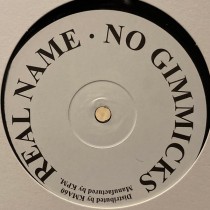 REAL NAME · NO GIMMICKS
Distributed by KMA60
Manufactured by KPM.